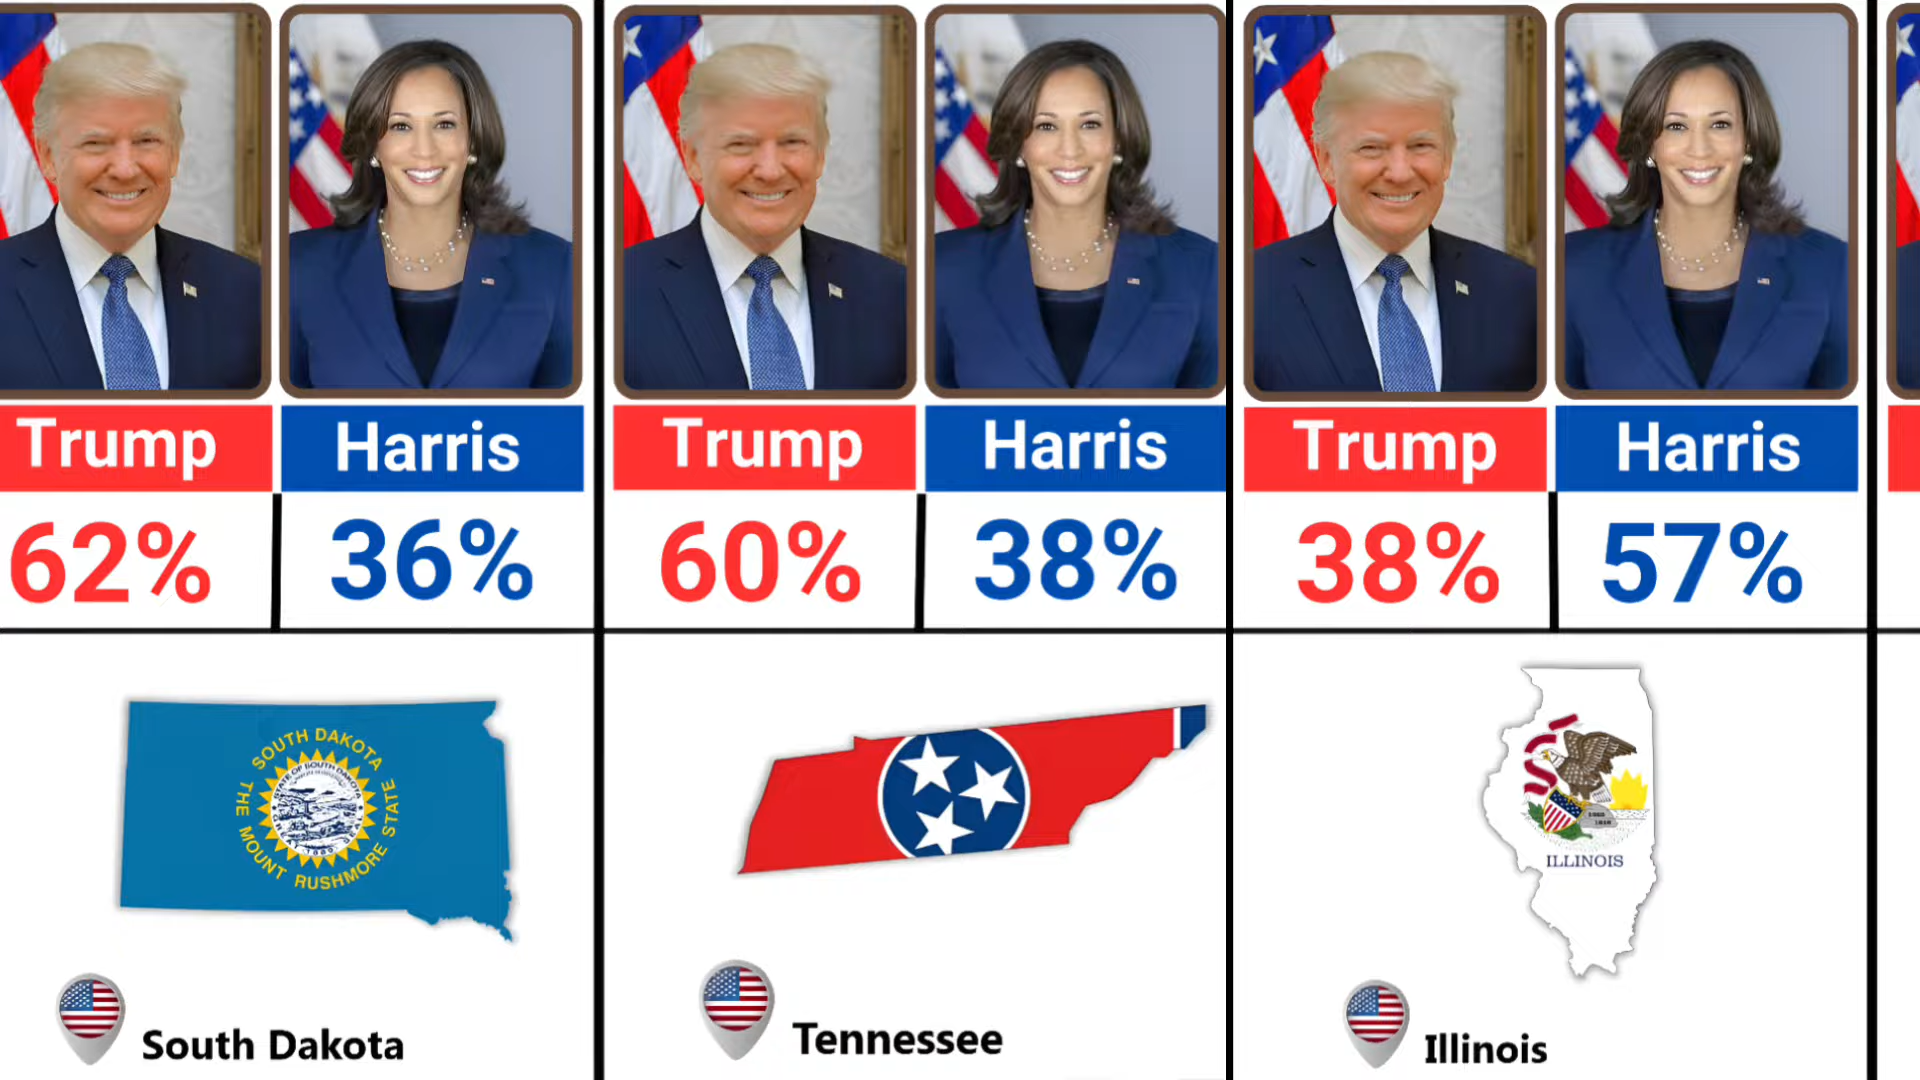 Trump Harris
62% 36%
SOUTH DAKOTA
THE MOUNT RUSHMORE STATE
South Dakota
Trump Harris
60% 38%
Tennessee
Trump Harris
38% 57%
ILLINOIS
Illinois